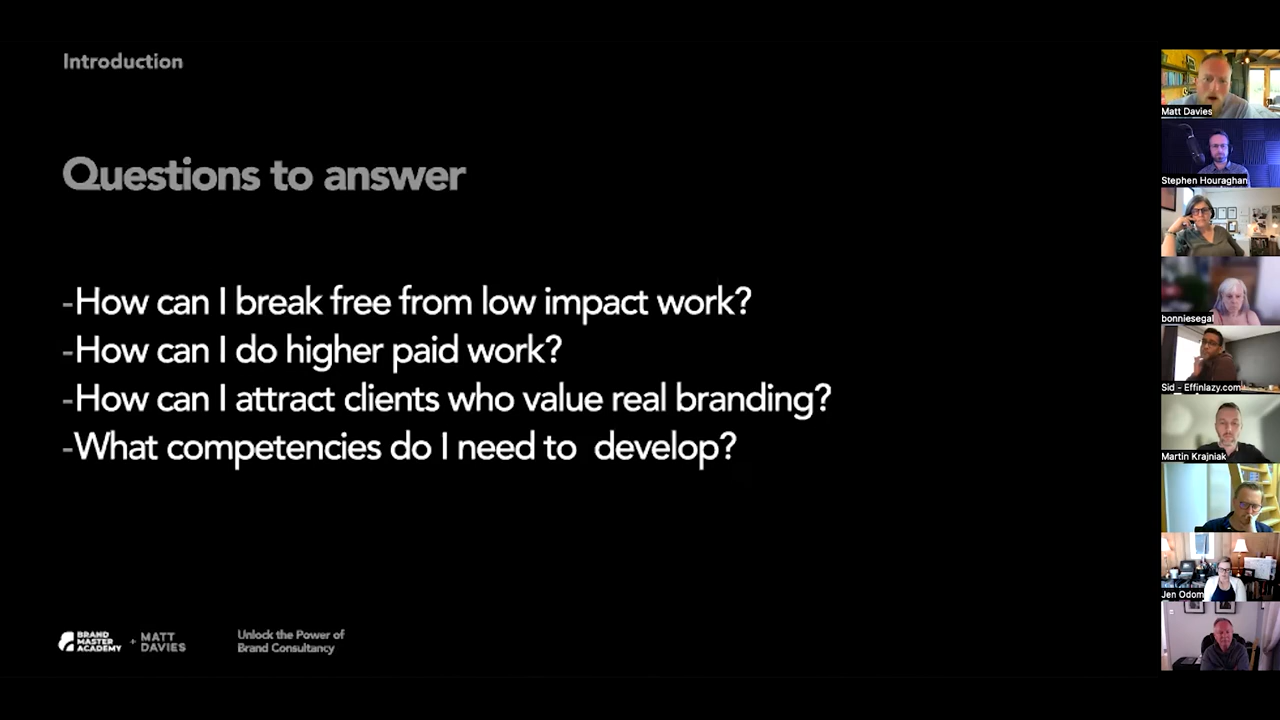 Introduction
Questions to answer
-How can I break free from low impact work?
-How can I do higher paid work?
-How can I attract clients who value real branding?
-What competencies do I need to  develop?
BRAND
MASTER
ACADEMY
+ MATT
DAVIES
Unlock the Power of
Brand Consultancy
Matt Davies
Stephen Houraghan
bonniesegal
Sid - Effinlazy.com
Martin Krajniak
Jen Odom